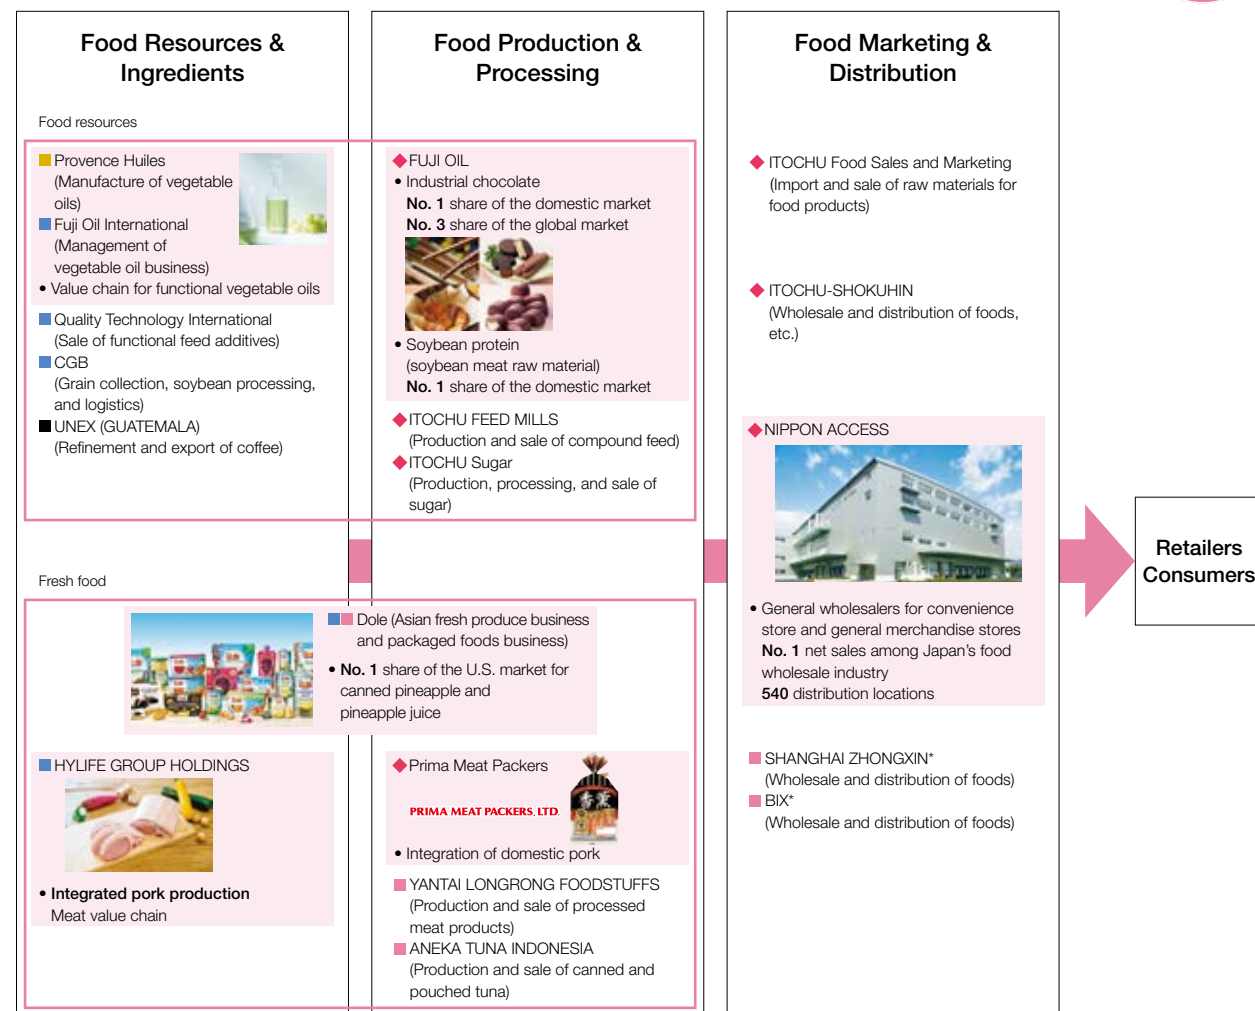 Food Resources &
Ingredients
Food resources
Provence Huiles
(Manufacture of vegetable
oils)
Fuji Oil International
(Management of
vegetable oil business)
• Value chain for functional vegetable oils
Quality Technology International
(Sale of functional feed additives)
CGB
(Grain collection, soybean processing,
and logistics)
UNEX (GUATEMALA)
(Refinement and export of coffee)
Food Production &
Processing
FUJI OIL
• Industrial chocolate
No. 1 share of the domestic market
No. 3 share of the global market
• Soybean protein
(soybean meat raw material)
No. 1 share of the domestic market
ITOCHU FEED MILLS
(Production and sale of compound feed)
ITOCHU Sugar
(Production, processing, and sale of
sugar)
Fresh food
Dole (Asian fresh produce business
and packaged foods business)
• No. 1 share of the U.S. market for
canned pineapple and
pineapple juice
HYLIFE GROUP HOLDINGS
• Integrated pork production
Meat value chain
Prima Meat Packers
PRIMA MEAT PACKERS, LTD.
• Integration of domestic pork
YANTAI LONGRONG FOODSTUFFS
(Production and sale of processed
meat products)
ANEKA TUNA INDONESIA
(Production and sale of canned and
pouched tuna)
Food Marketing &
Distribution
ITOCHU Food Sales and Marketing
(Import and sale of raw materials for
food products)
ITOCHU-SHOKUHIN
(Wholesale and distribution of foods,
etc.)
NIPPON ACCESS
• General wholesalers for convenience
store and general merchandise stores
No. 1 net sales among Japan's food
wholesale industry
540 distribution locations
SHANGHAI ZHONGXIN*
(Wholesale and distribution of foods)
BIX*
(Wholesale and distribution of foods)
Retailers
Consumers